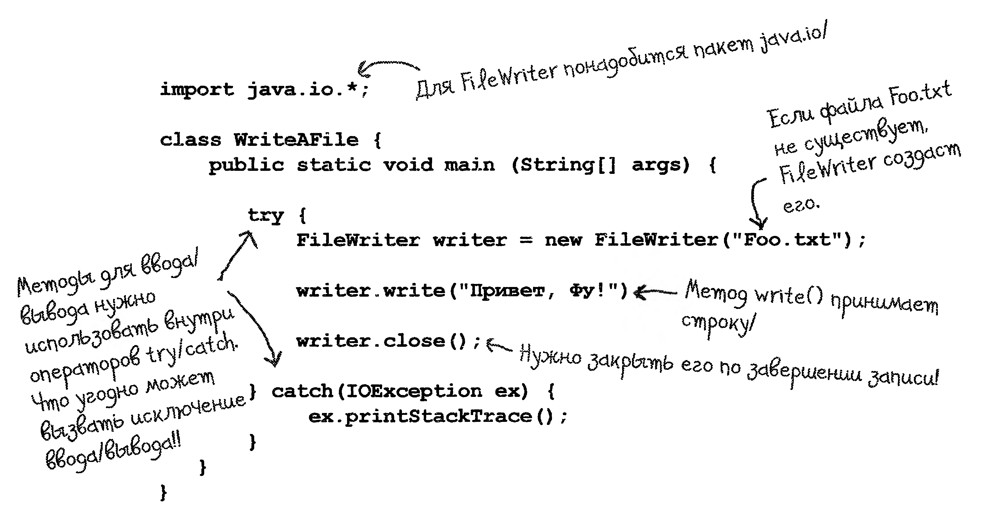 Для FileWriter понадобится пакет java.io/
import java.io.*;
Если файла Foo.txt
не существует,
FileWriter создаст
его.
class WriteAFile {
public static void main (String[] args) {
try {
FileWriter writer = new FileWriter("Foo.txt");
Методы для ввода/
вывода нужно
использовать внутри
операторов try/catch.
Что угодно может
вызвать исключение
ввода/вывода!!
writer.write("Привет, Фу!")
Метод write() принимает
строку/
writer.close();
Нужно закрыть его по завершении записи!
} catch(IOException ex) {
ex.printStackTrace();
}
}
}